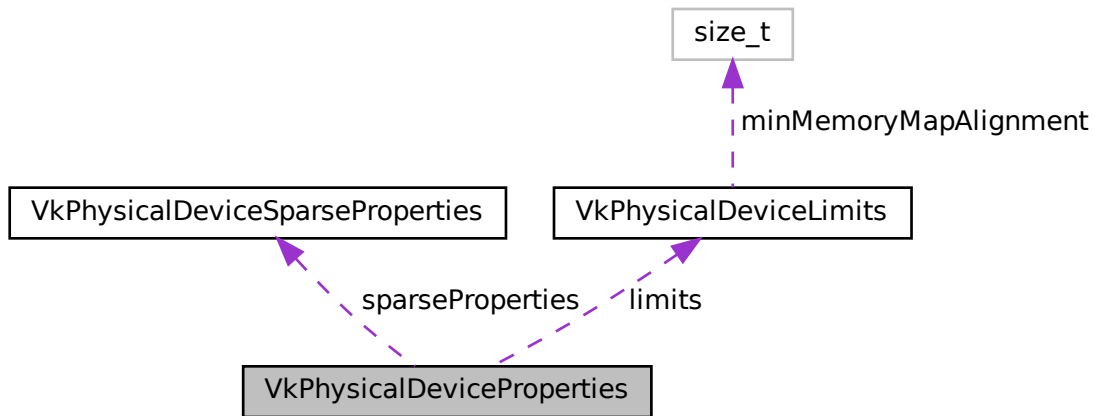 size_t
minMemoryMapAlignment
VkPhysicalDeviceSparseProperties
VkPhysicalDeviceLimits
sparseProperties
limits
VkPhysicalDeviceProperties